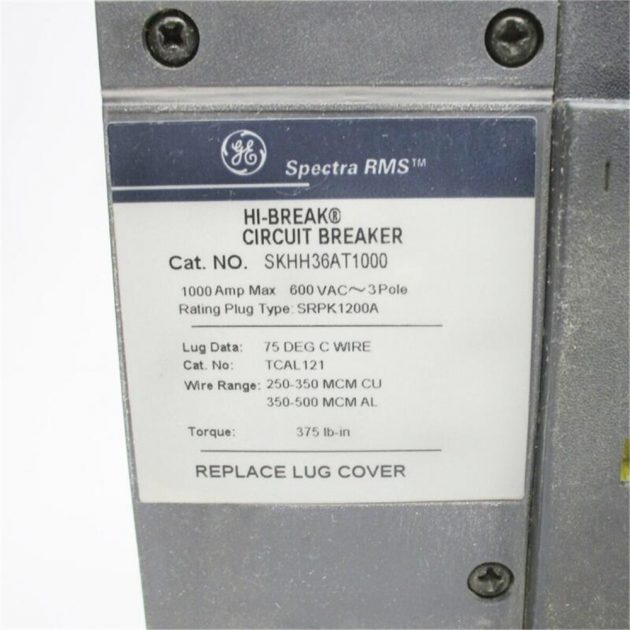 GE Spectra RMS™
HI-BREAK®
CIRCUIT BREAKER
Cat. NO. SKHH36AT1000
1000 Amp Max 600 VAC～3 Pole
Rating Plug Type: SRPK1200A
Lug Data: 75 DEG C WIRE
Cat. No: TCAL121
Wire Range: 250-350 MCM CU
350-500 MCM AL
Torque: 375 lb-in
REPLACE LUG COVER